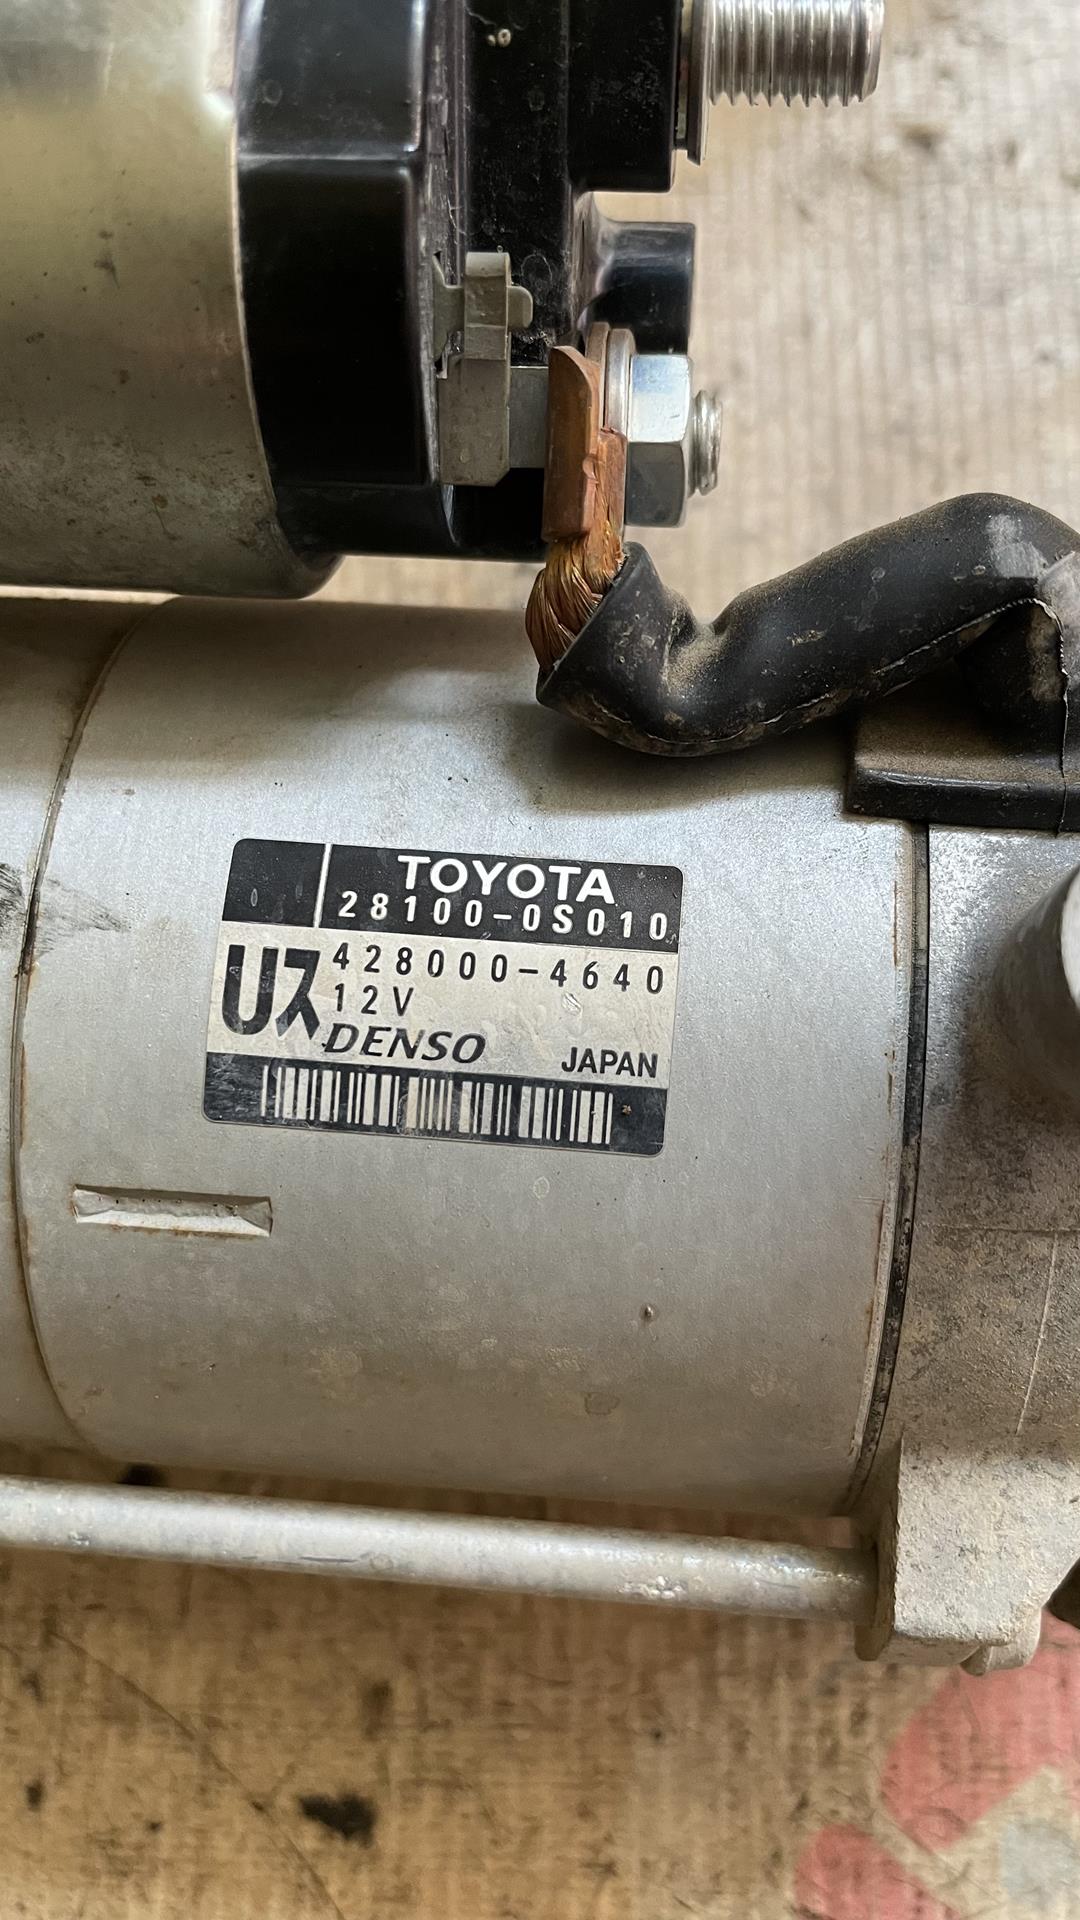 TOYOTA
28100-0S010
Uス
428000-4640
12V
DENSO
JAPAN